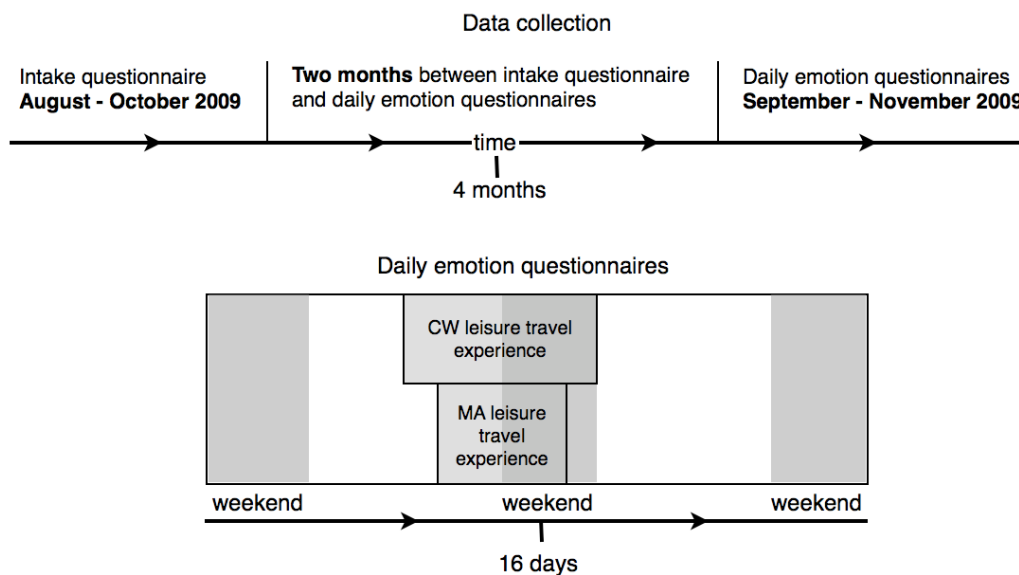 Data collection
Intake questionnaire
August - October 2009
Two months between intake questionnaire
and daily emotion questionnaires
Daily emotion questionnaires
September - November 2009
time
4 months
Daily emotion questionnaires
CW leisure travel
experience
MA leisure
travel
experience
weekend
weekend
weekend
16 days